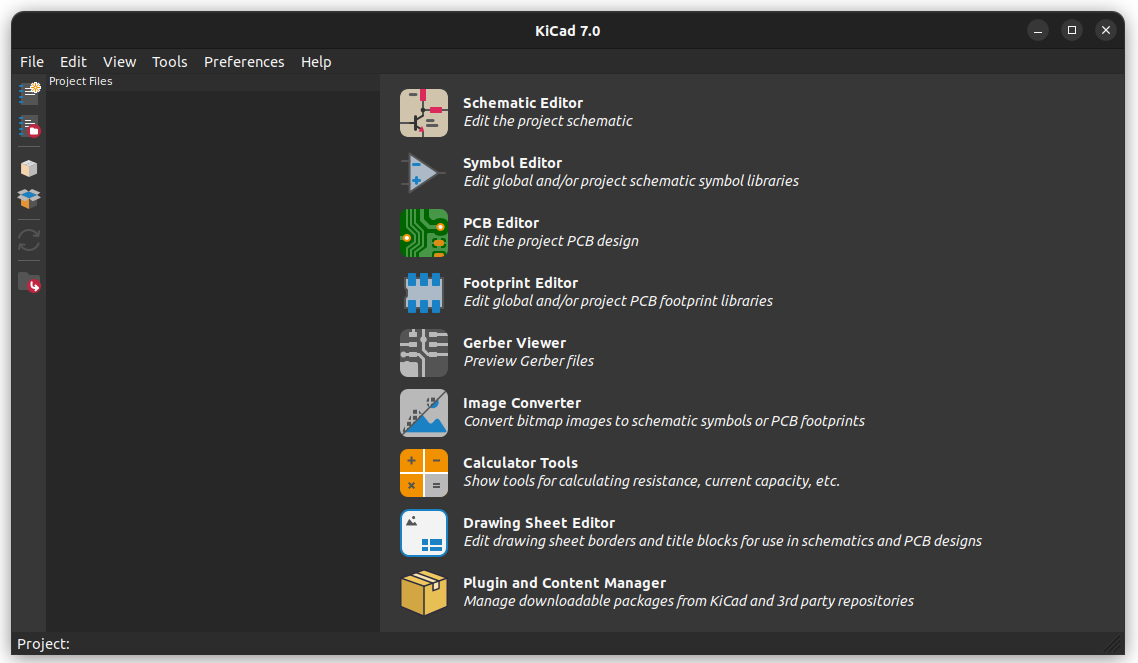 KiCad 7.0
File Edit View Tools Preferences Help
Project Files
Schematic Editor
Edit the project schematic
Symbol Editor
Edit global and/or project schematic symbol libraries
PCB Editor
Edit the project PCB design
Footprint Editor
Edit global and/or project PCB footprint libraries
Gerber Viewer
Preview Gerber files
Image Converter
Convert bitmap images to schematic symbols or PCB footprints
Calculator Tools
Show tools for calculating resistance, current capacity, etc.
Drawing Sheet Editor
Edit drawing sheet borders and title blocks for use in schematics and PCB designs
Plugin and Content Manager
Manage downloadable packages from KiCad and 3rd party repositories
Project: